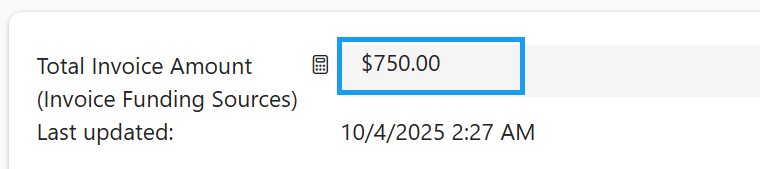 Total Invoice Amount $750.00
(Invoice Funding Sources)
Last updated: 10/4/2025 2:27 AM